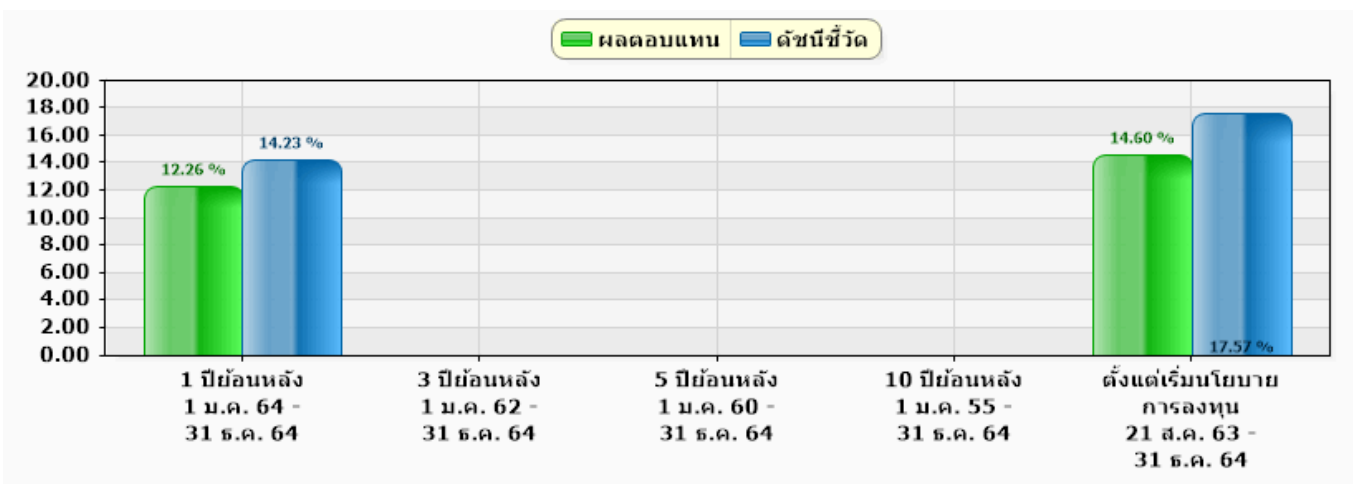 ผลตอบแทน ดัชนีชี้วัด
20.00
18.00
16.00
14.00
12.00
10.00
8.00
6.00
4.00
2.00
0.00
12.26 %
14.23 %
14.60 %
17.57 %
1 ปีย้อนหลัง
1 ม.ค. 64 -
31 ธ.ค. 64
3 ปีย้อนหลัง
1 ม.ค. 62 -
31 ธ.ค. 64
5 ปีย้อนหลัง
1 ม.ค. 60 -
31 ธ.ค. 64
10 ปีย้อนหลัง
1 ม.ค. 55 -
31 ธ.ค. 64
ตั้งแต่เริ่มนโยบาย
การลงทุน
21 ส.ค. 63 -
31 ธ.ค. 64